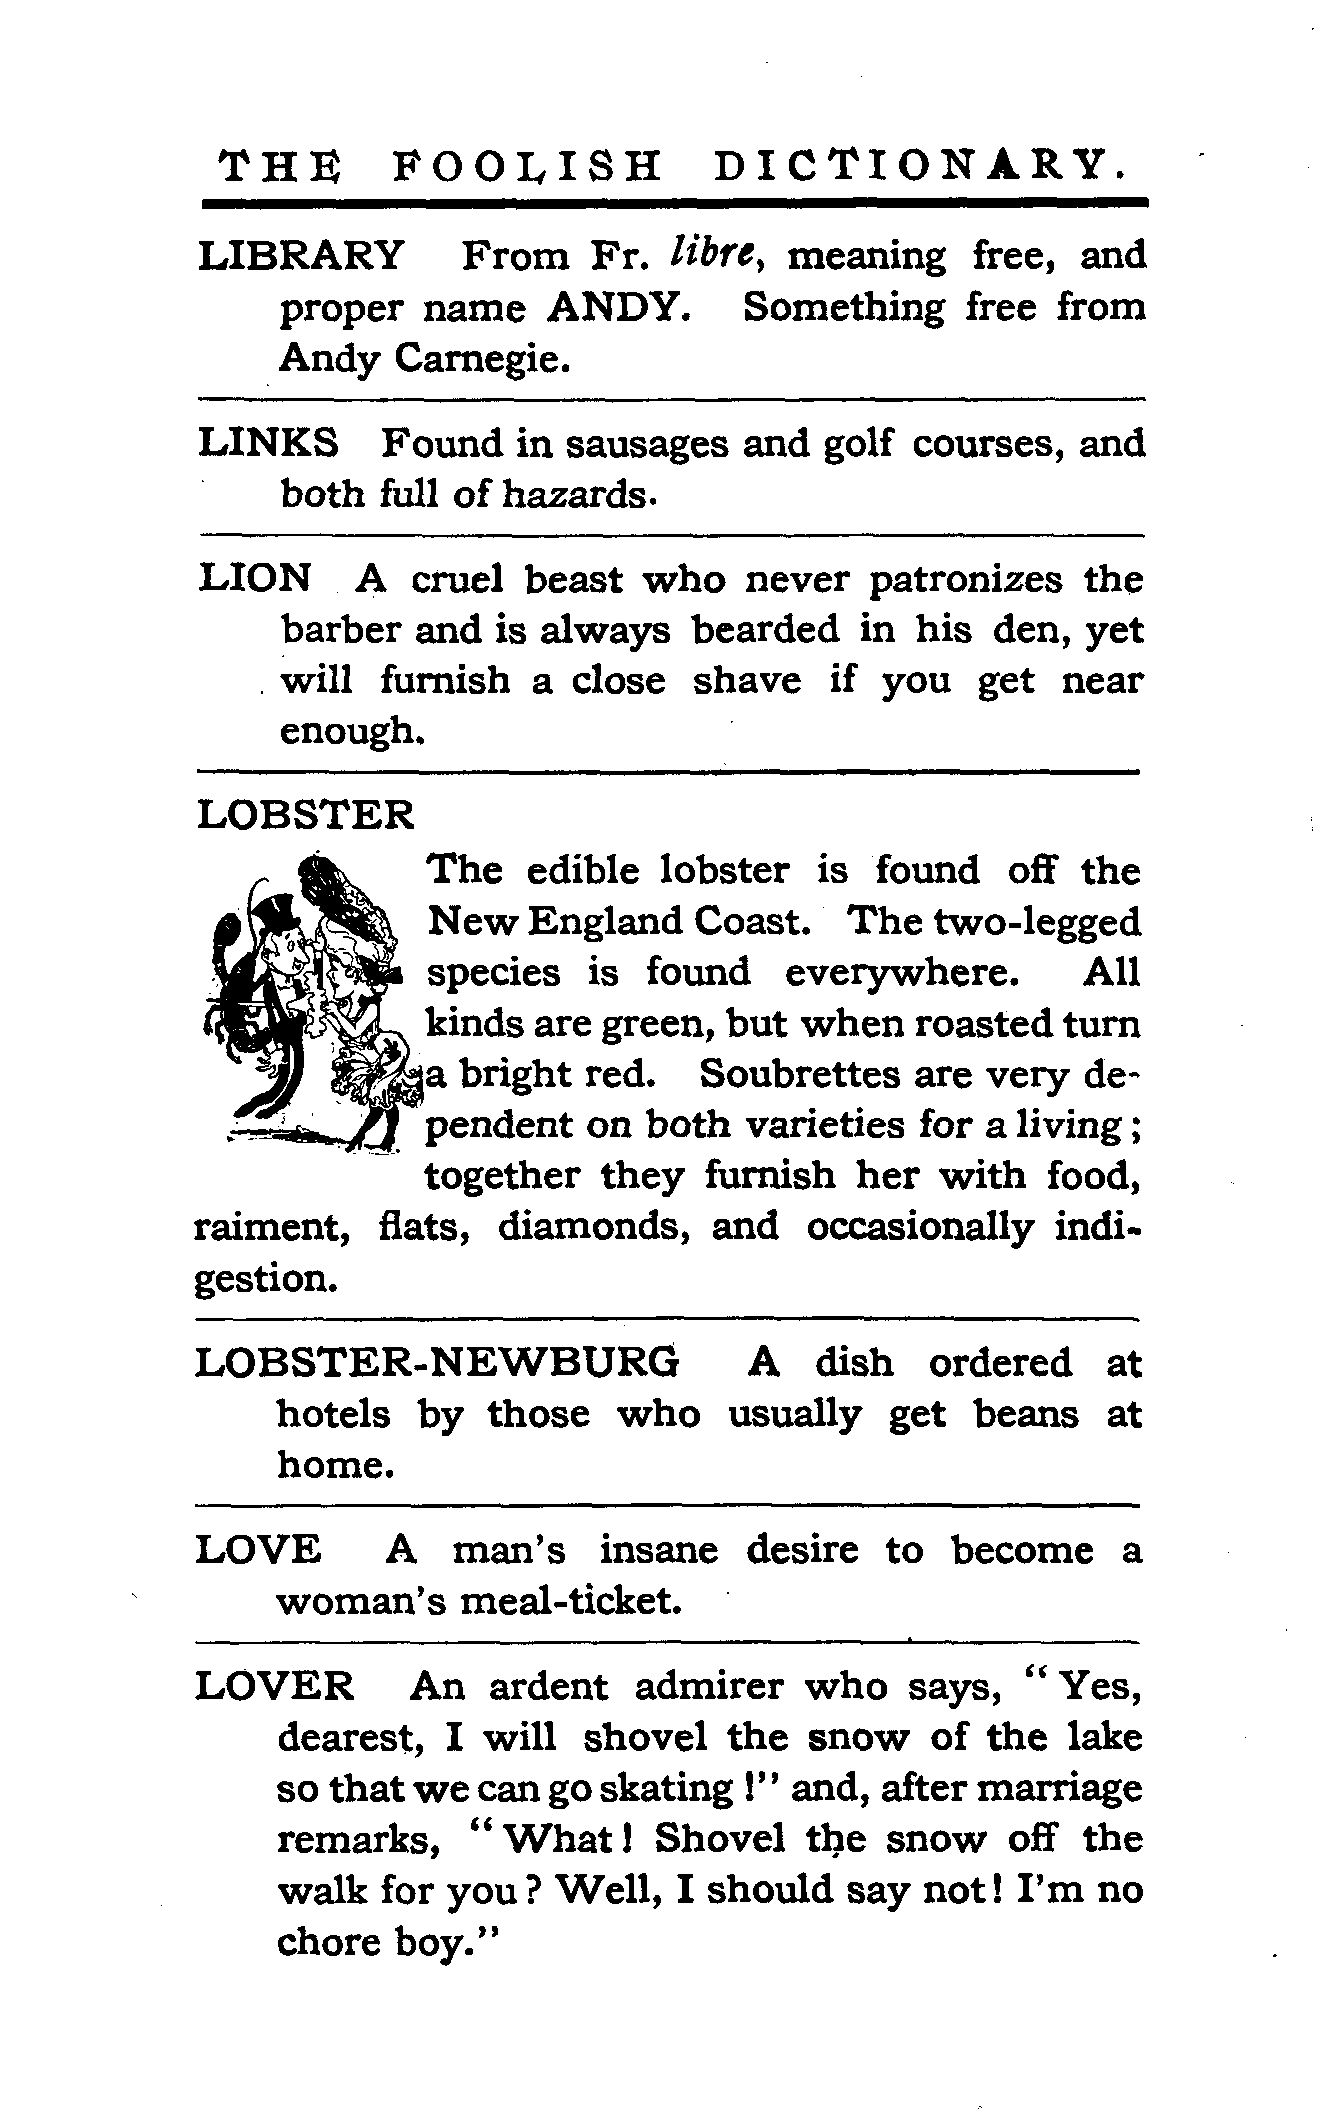 THE FOOLISH DICTIONARY.
LIBRARY From Fr. libre, meaning free, and
proper name ANDY. Something free from
Andy Carnegie.
LINKS Found in sausages and golf courses, and
both full of hazards.
LION A cruel beast who never patronizes the
barber and is always bearded in his den, yet
will furnish a close shave if you get near
enough.
LOBSTER
The edible lobster is found off the
New England Coast. The two-legged
species is found everywhere. All
kinds are green, but when roasted turn
a bright red. Soubrettes are very de-
pendent on both varieties for a living;
together they furnish her with food,
raiment, flats, diamonds, and occasionally indi-
gestion.
LOBSTER-NEWBURG A dish ordered at
hotels by those who usually get beans at
home.
LOVE A man's insane desire to become a
woman's meal-ticket.
LOVER An ardent admirer who says, "Yes,
dearest, I will shovel the snow of the lake
so that we can go skating!" and, after marriage
remarks, "What! Shovel the snow off the
walk for you? Well, I should say not! I'm no
chore boy."